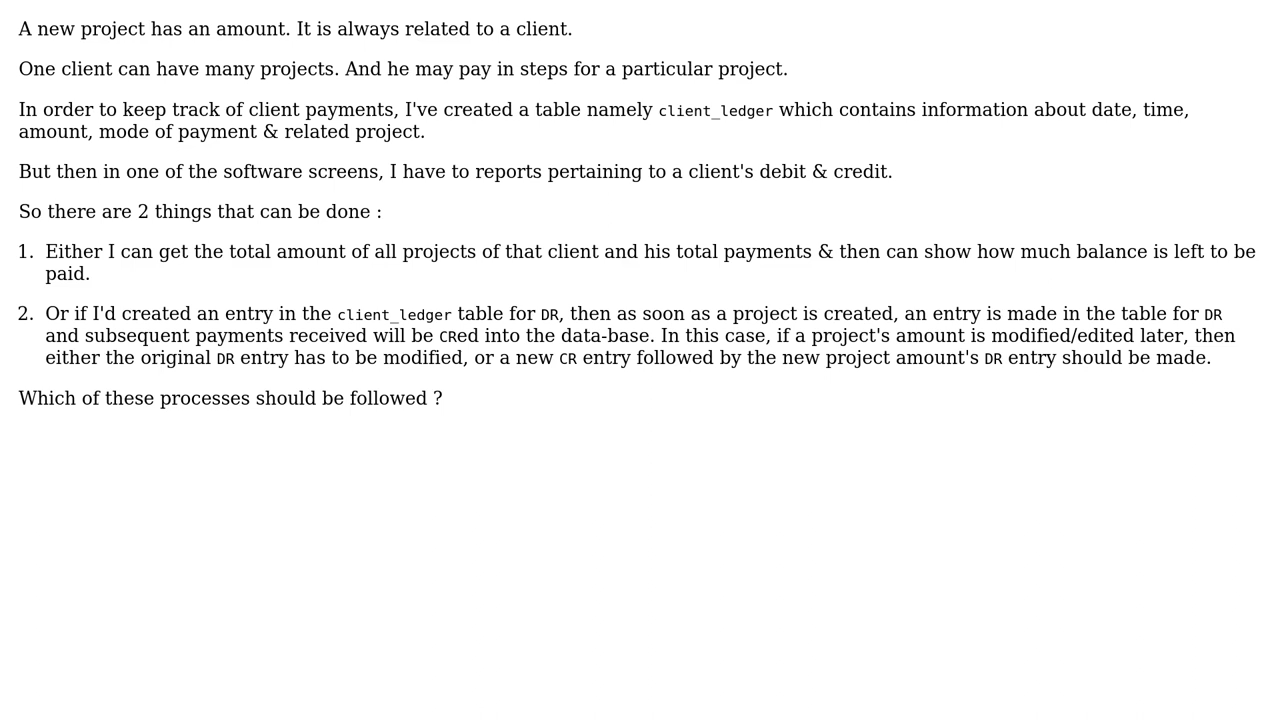 A new project has an amount. It is always related to a client.
One client can have many projects. And he may pay in steps for a particular project.
In order to keep track of client payments, I've created a table namely client_ledger which contains information about date, time,
amount, mode of payment & related project.
But then in one of the software screens, I have to reports pertaining to a client's debit & credit.
So there are 2 things that can be done :
1. Either I can get the total amount of all projects of that client and his total payments & then can show how much balance is left to be
paid.
2. Or if I'd created an entry in the client_ledger table for DR, then as soon as a project is created, an entry is made in the table for DR
and subsequent payments received will be CRed into the data-base. In this case, if a project's amount is modified/edited later, then
either the original DR entry has to be modified, or a new CR entry followed by the new project amount's DR entry should be made.
Which of these processes should be followed ?